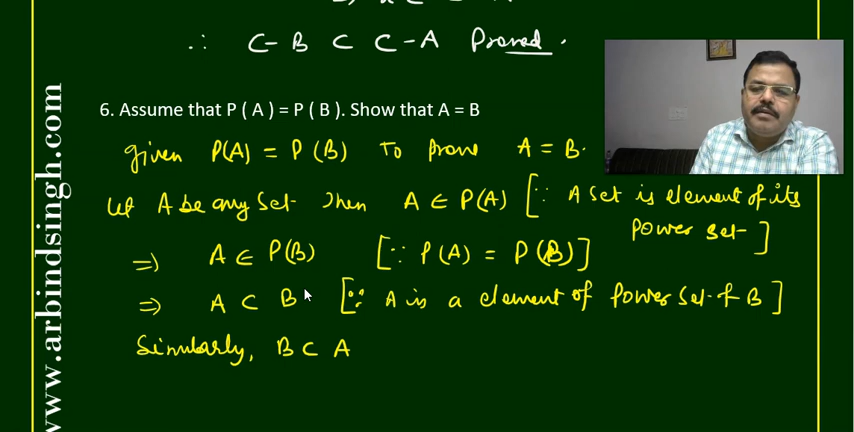 ∴ C - B ⊂ C - A Proved.
6. Assume that P ( A ) = P ( B ). Show that A = B
given P(A) = P(B) To Prove A = B.
Let A be any Set. Then A ∈ P(A) [∵ A Set is element of its
Power Set]
⇒ A ∈ P(B) [∵ P(A) = P(B)]
⇒ A ⊂ B [∵ A is a element of Power Set of B]
Similarly, B ⊂ A
www.arbindsingh.com